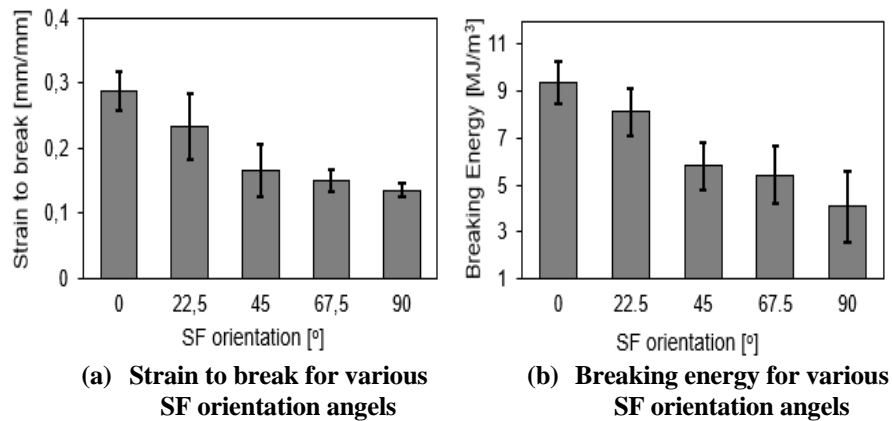 Strain to break [mm/mm]
0,4
0,3
0,2
0,1
0
0 22,5 45 67,5 90
SF orientation [º]
(a) Strain to break for various
SF orientation angels
Breaking Energy [MJ/m³]
11
9
7
5
3
1
0 22.5 45 67.5 90
SF orientation [º]
(b) Breaking energy for various
SF orientation angels